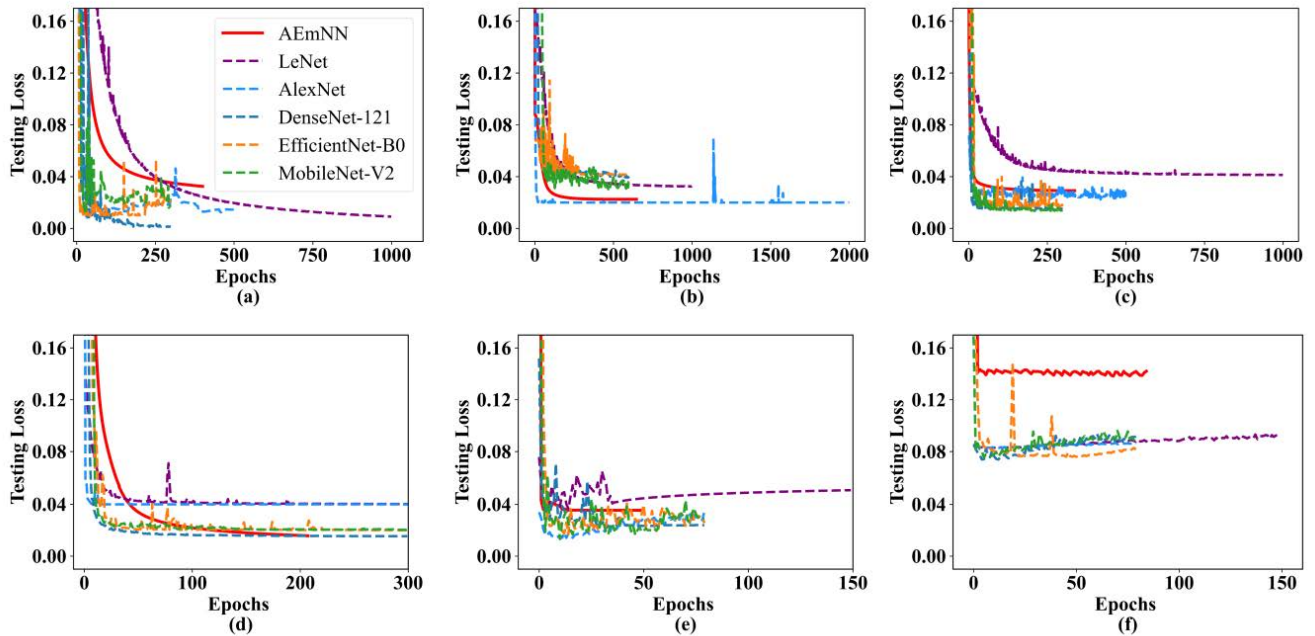 0.16
0.12
0.08
0.04
0.00
Testing Loss
AEmNN
LeNet
AlexNet
DenseNet-121
EfficientNet-B0
MobileNet-V2
0 250 500 750 1000
Epochs
(a)
0.16
0.12
0.08
0.04
0.00
Testing Loss
0 500 1000 1500 2000
Epochs
(b)
0.16
0.12
0.08
0.04
0.00
Testing Loss
0 250 500 750 1000
Epochs
(c)
0.16
0.12
0.08
0.04
0.00
Testing Loss
0 100 200 300
Epochs
(d)
0.16
0.12
0.08
0.04
0.00
Testing Loss
0 50 100 150
Epochs
(e)
0.16
0.12
0.08
0.04
0.00
Testing Loss
0 50 100 150
Epochs
(f)